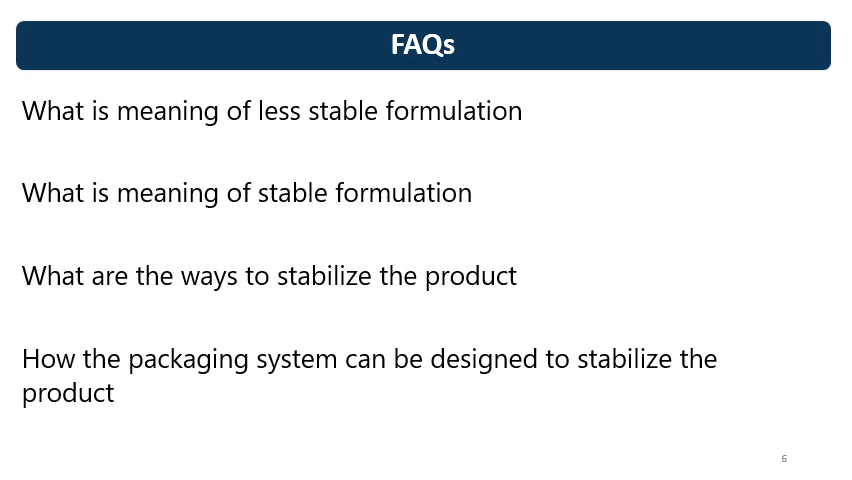 FAQs
What is meaning of less stable formulation
What is meaning of stable formulation
What are the ways to stabilize the product
How the packaging system can be designed to stabilize the
product
6